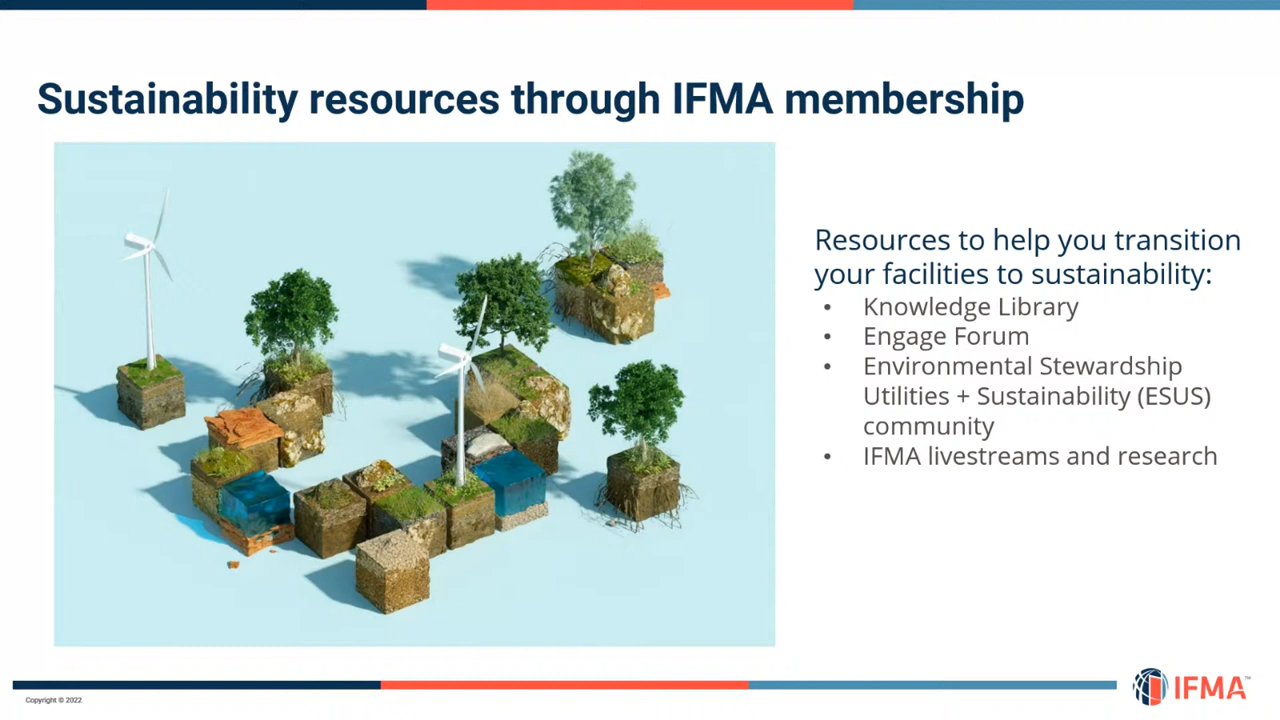 Sustainability resources through IFMA membership
Resources to help you transition
your facilities to sustainability:
• Knowledge Library
• Engage Forum
• Environmental Stewardship
Utilities + Sustainability (ESUS)
community
• IFMA livestreams and research
Copyright © 2022
IFMA™